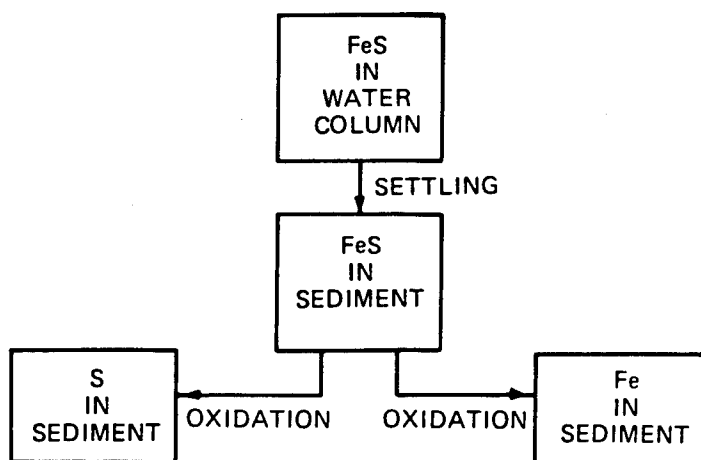 FeS
IN
WATER
COLUMN
SETTLING
FeS
IN
SEDIMENT
S
IN
SEDIMENT
OXIDATION
OXIDATION
Fe
IN
SEDIMENT